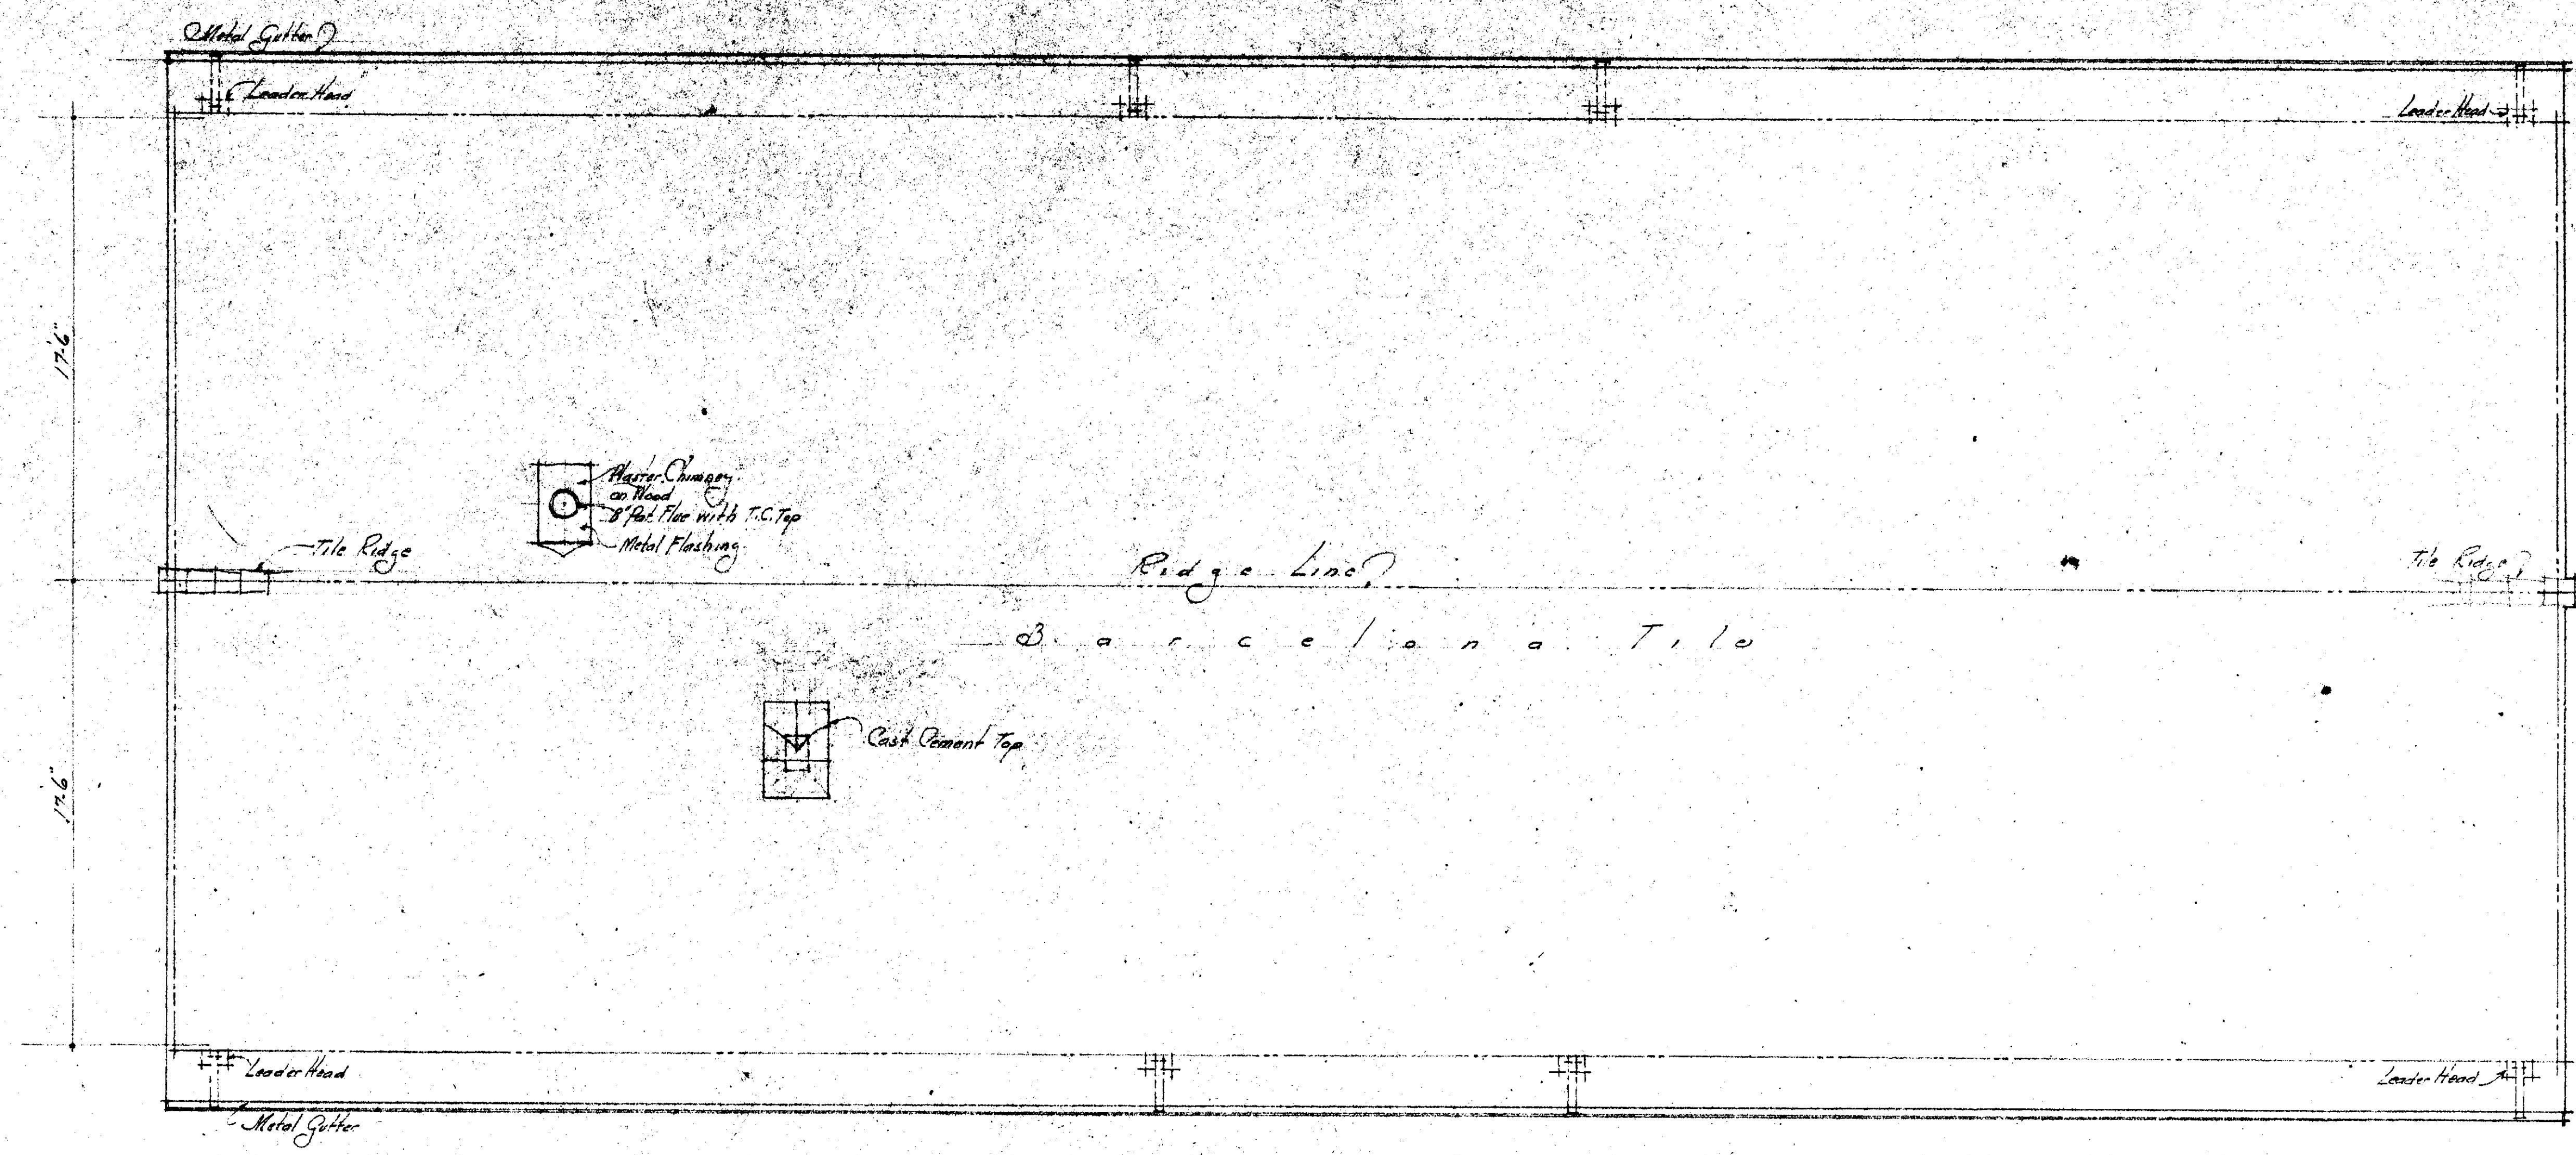 Metal Gutter
Leader Head
Leader Head
17'-6"
Plaster Chimney
on Wood
8" Pat. Flue with T.C. Top
Metal Flashing
Tile Ridge
Ridge Line
Tile Ridge
Barcelona Tile
Cast Cement Top
17'-6"
Leader Head
Leader Head
Metal Gutter